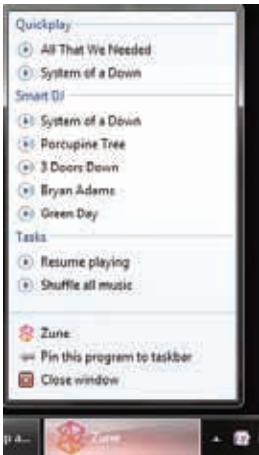 Quickplay
All That We Needed
System of a Down
Smart DJ
System of a Down
Porcupine Tree
3 Doors Down
Bryan Adams
Green Day
Tasks
Resume playing
Shuffle all music
Zune
Pin this program to taskbar
Close window
p a...
Zune